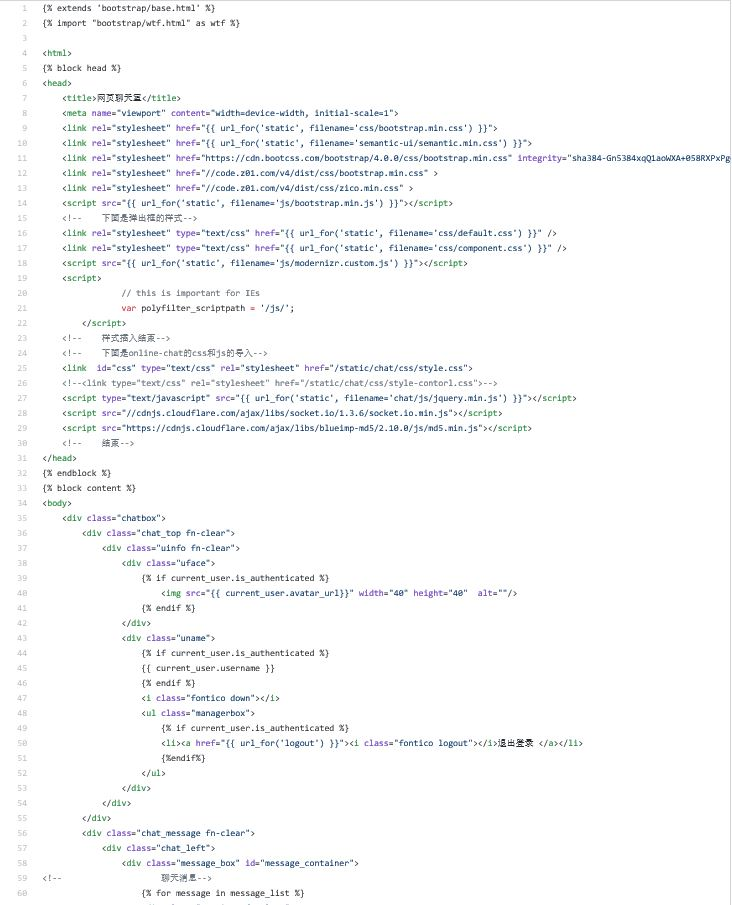 1 {% extends 'bootstrap/base.html' %}
2 {% import "bootstrap/wtf.html" as wtf %}
3
4 <html>
5 {% block head %}
6 <head>
7 <title>网页聊天室</title>
8 <meta name="viewport" content="width=device-width, initial-scale=1">
9 <link rel="stylesheet" href="{{ url_for('static', filename='css/bootstrap.min.css') }}">
10 <link rel="stylesheet" href="{{ url_for('static', filename='semantic-ui/semantic.min.css') }}">
11 <link rel="stylesheet" href="https://cdn.bootcss.com/bootstrap/4.0.0/css/bootstrap.min.css" integrity="sha384-Gn5384xqQ1aoWXA+058RXPxPg
12 <link rel="stylesheet" href="//code.z01.com/v4/dist/css/bootstrap.min.css" >
13 <link rel="stylesheet" href="//code.z01.com/v4/dist/css/zico.min.css" >
14 <script src="{{ url_for('static', filename='js/bootstrap.min.js') }}"></script>
15 <!-- 下面是弹出框的样式-->
16 <link rel="stylesheet" type="text/css" href="{{ url_for('static', filename='css/default.css') }}" />
17 <link rel="stylesheet" type="text/css" href="{{ url_for('static', filename='css/component.css') }}" />
18 <script src="{{ url_for('static', filename='js/modernizr.custom.js') }}"></script>
19 <script>
20 // this is important for IEs
21 var polyfilter_scriptpath = '/js/';
22 </script>
23 <!-- 样式插入结束-->
24 <!-- 下面是online-chat的css和js的导入-->
25 <link id="css" type="text/css" rel="stylesheet" href="/static/chat/css/style.css">
26 <!--<link type="text/css" rel="stylesheet" href="/static/chat/css/style-contorl.css">-->
27 <script type="text/javascript" src="{{ url_for('static', filename='chat/js/jquery.min.js') }}"></script>
28 <script src="//cdnjs.cloudflare.com/ajax/libs/socket.io/1.3.6/socket.io.min.js"></script>
29 <script src="https://cdnjs.cloudflare.com/ajax/libs/blueimp-md5/2.10.0/js/md5.min.js"></script>
30 <!-- 结束-->
31 </head>
32 {% endblock %}
33 {% block content %}
34 <body>
35 <div class="chatbox">
36 <div class="chat_top fn-clear">
37 <div class="uinfo fn-clear">
38 <div class="uface">
39 {% if current_user.is_authenticated %}
40 <img src="{{ current_user.avatar_url}}" width="40" height="40" alt=""/>
41 {% endif %}
42 </div>
43 <div class="uname">
44 {% if current_user.is_authenticated %}
45 {{ current_user.username }}
46 {% endif %}
47 <i class="fontico down"></i>
48 <ul class="managerbox">
49 {% if current_user.is_authenticated %}
50 <li><a href="{{ url_for('logout') }}"><i class="fontico logout"></i>退出登录 </a></li>
51 {%endif%}
52 </ul>
53 </div>
54 </div>
55 </div>
56 <div class="chat_message fn-clear">
57 <div class="chat_left">
58 <div class="message_box" id="message_container">
59 <!-- 聊天消息-->
60 {% for message in message_list %}